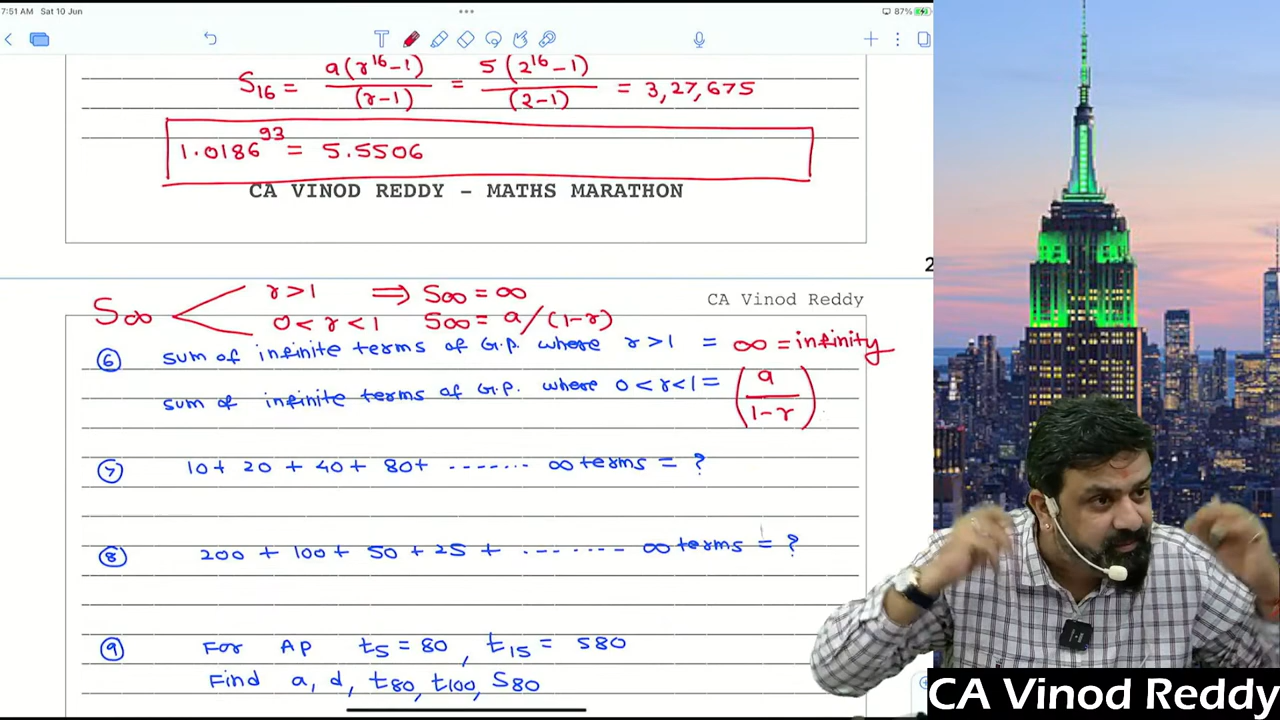 7:51 AM Sat 10 Jun
87%
S₁₆ = a(r¹⁶-1)/(r-1) = 5(2¹⁶-1)/(2-1) = 3,27,675
1.0186⁹³ = 5.5506
CA VINOD REDDY - MATHS MARATHON
2
CA Vinod Reddy
S∞ r>1 ⇒ S∞ = ∞
0<r<1 S∞ = a/(1-r)
⑥ sum of infinite terms of G.P. where r>1 = ∞ = infinity
sum of infinite terms of G.P. where 0<r<1 = (a/1-r)
⑦ 10+ 20 + 40 + 80+ ....... ∞ terms = ?
⑧ 200 + 100 + 50 + 25 + ........ ∞ terms = ?
⑨ For AP t₅ = 80, t₁₅ = 580
Find a, d, t₈₀, t₁₀₀, S₈₀
CA Vinod Reddy